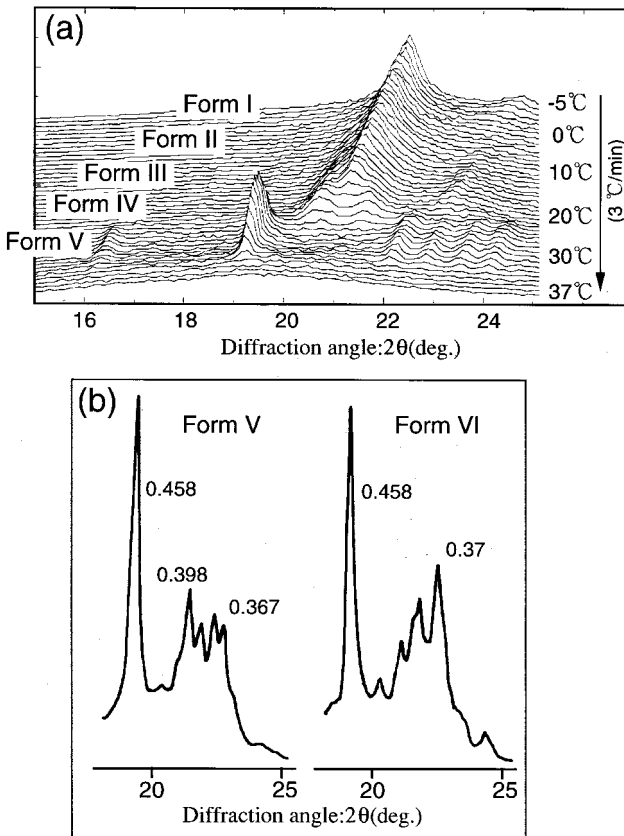 (a)
Form I
-5℃
Form II
0℃
Form III
10℃
Form IV
20℃
Form V
30℃
37℃
(3 ℃/min)
16 18 20 22 24
Diffraction angle:2θ(deg.)
(b)
Form V Form VI
0.458 0.458
0.398 0.37
0.367
20 25 20 25
Diffraction angle:2θ(deg.)